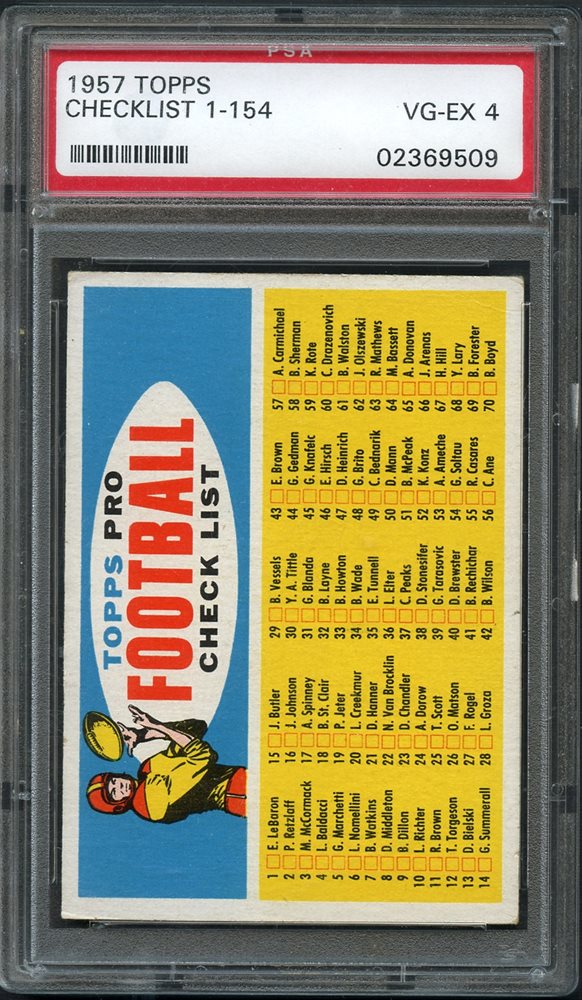 PSA
1957 TOPPS
CHECKLIST 1-154
VG-EX 4
02369509
TOPPS PRO
FOOTBALL
CHECK LIST
1 E. LeBaron
2 P. Retzlaff
3 M. McCormack
4 L. Baldacci
5 G. Marchetti
6 L. Nomellini
7 B. Watkins
8 D. Middleton
9 B. Dillon
10 L. Richter
11 R. Brown
12 T. Torgeson
13 D. Bielski
14 G. Summerall
15 J. Butler
16 J. Johnson
17 A. Spinney
18 B. St. Clair
19 P. Jeter
20 L. Creekmur
21 D. Hanner
22 N. Van Brocklin
23 D. Chandler
24 A. Dorow
25 T. Scott
26 O. Matson
27 F. Rogel
28 L. Groza
29 B. Vessels
30 Y. A. Tittle
31 G. Blanda
32 B. Layne
33 B. Howton
34 B. Wade
35 E. Tunnell
36 L. Elter
37 C. Peaks
38 D. Stonesifer
39 G. Tarasovic
40 D. Brewster
41 B. Rechichar
42 B. Wilson
43 E. Brown
44 G. Gedman
45 G. Knafelc
46 E. Hirsch
47 D. Heinrich
48 G. Brito
49 C. Bednarik
50 D. Mann
51 B. McPeak
52 K. Konz
53 A. Ameche
54 G. Soltau
55 R. Casares
56 C. Ane
57 A. Carmichael
58 B. Sherman
59 K. Rote
60 C. Drazenovich
61 B. Walston
62 J. Olszewski
63 R. Mathews
64 M. Bassett
65 A. Donovan
66 J. Arenas
67 H. Hill
68 Y. Lary
69 B. Forester
70 B. Boyd